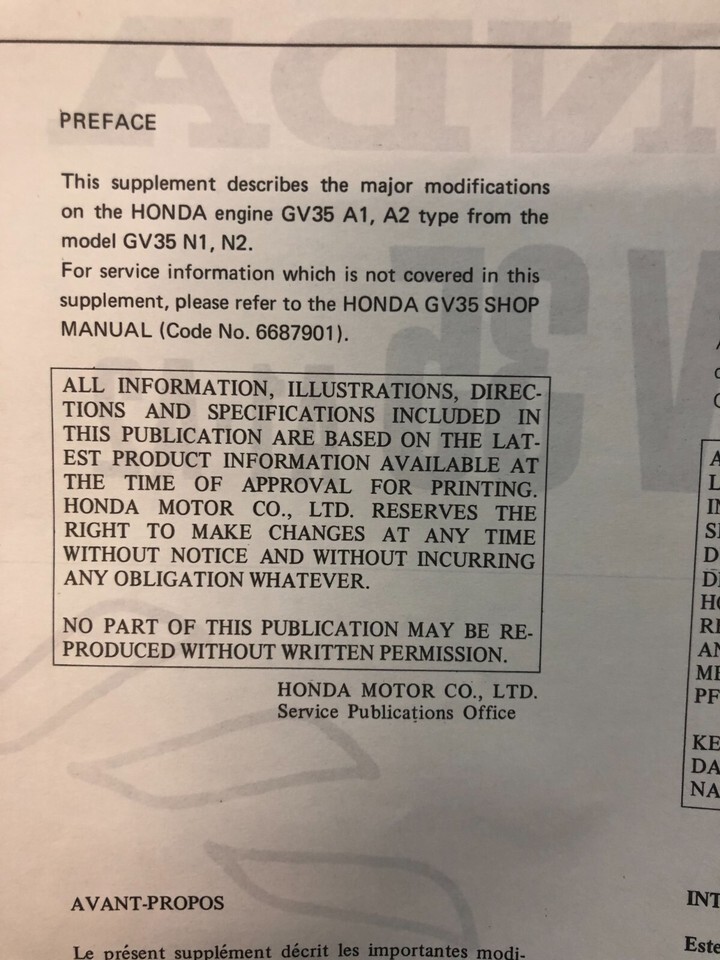 PREFACE
This supplement describes the major modifications
on the HONDA engine GV35 A1, A2 type from the
model GV35 N1, N2.
For service information which is not covered in this
supplement, please refer to the HONDA GV35 SHOP
MANUAL (Code No. 6687901).
ALL INFORMATION, ILLUSTRATIONS, DIREC-
TIONS AND SPECIFICATIONS INCLUDED IN
THIS PUBLICATION ARE BASED ON THE LAT-
EST PRODUCT INFORMATION AVAILABLE AT
THE TIME OF APPROVAL FOR PRINTING.
HONDA MOTOR CO., LTD. RESERVES THE
RIGHT TO MAKE CHANGES AT ANY TIME
WITHOUT NOTICE AND WITHOUT INCURRING
ANY OBLIGATION WHATEVER.
NO PART OF THIS PUBLICATION MAY BE RE-
PRODUCED WITHOUT WRITTEN PERMISSION.
HONDA MOTOR CO., LTD.
Service Publications Office
AVANT-PROPOS
Le présent supplément décrit les importantes modi-
INT
Este